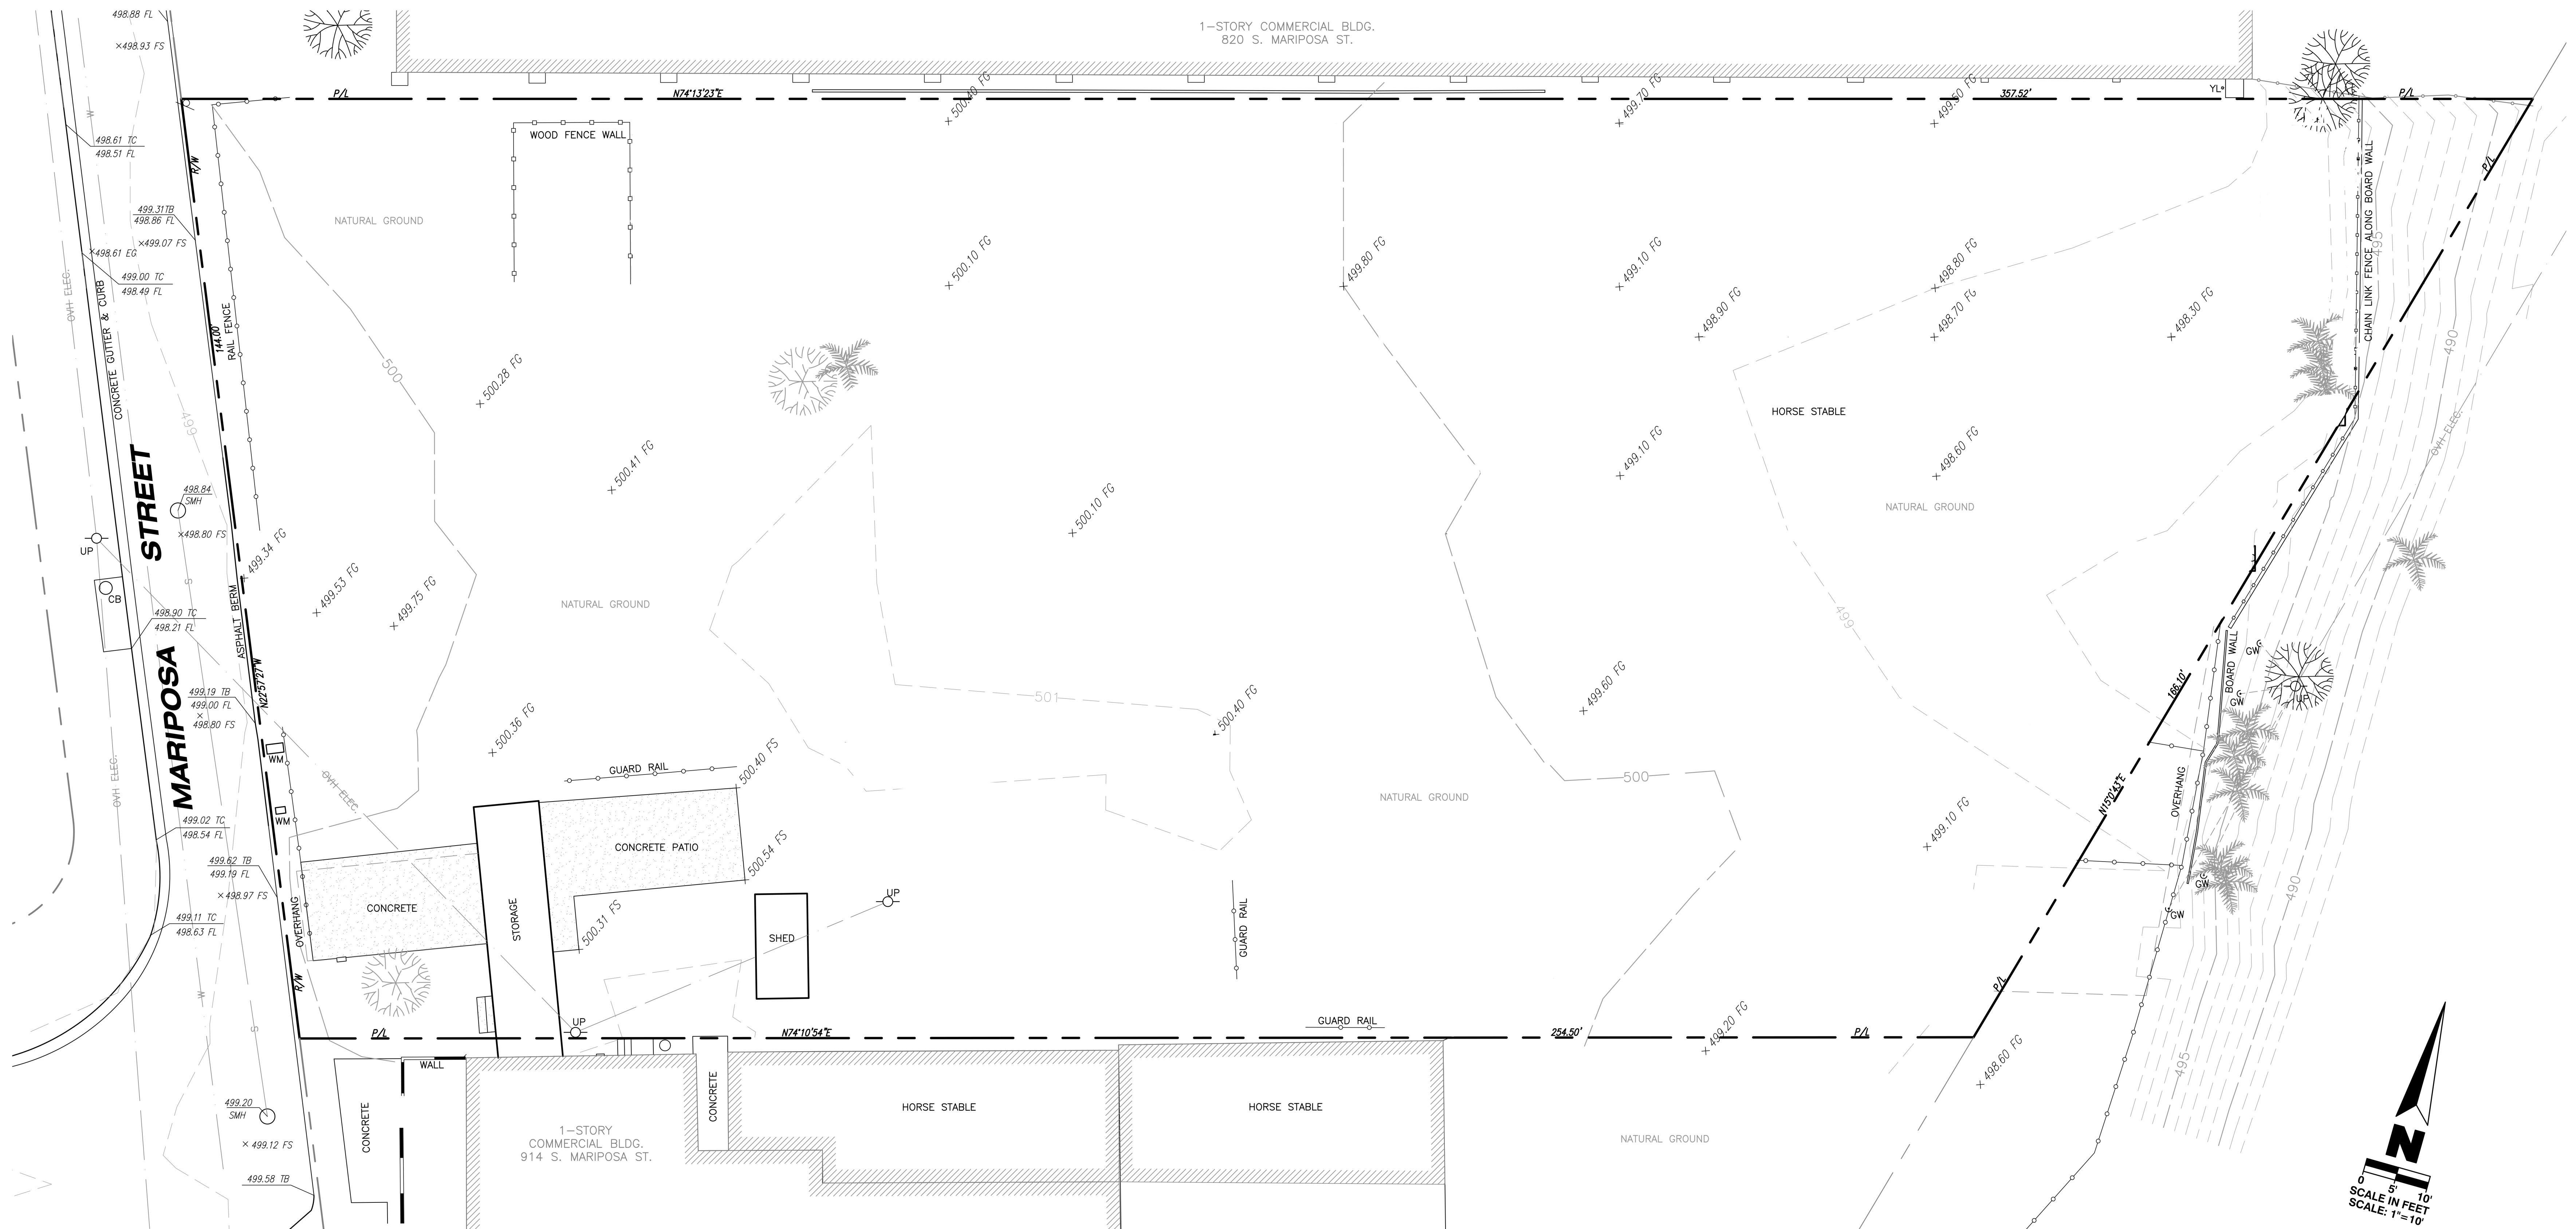 1-STORY COMMERCIAL BLDG.
820 S. MARIPOSA ST.
498.88 FL
×498.93 FS
W
498.61 TC
498.51 FL
R/W
P/L
N74°13'23"E
357.52'
P/L
YL
WOOD FENCE WALL
500.40 FG
499.70 FG
499.50 FG
P/L
CHAIN LINK FENCE ALONG BOARD WALL
495
490
499.31TB
498.86 FL
×499.07 FS
×498.61 EG
499.00 TC
498.49 FL
NATURAL GROUND
500.10 FG
499.80 FG
499.10 FG
498.80 FG
498.90 FG
498.70 FG
498.30 FG
OVH ELEC.
CONCRETE GUTTER & CURB
144.00'
RAIL FENCE
500
500.28 FG
499
HORSE STABLE
OVH ELEC.
500.41 FG
499.10 FG
498.60 FG
MARIPOSA STREET
498.84
SMH
×498.80 FS
UP
S
499.34 FG
500.10 FG
NATURAL GROUND
CB
499.53 FG
499.75 FG
NATURAL GROUND
ASPHALT BERM
498.90 TC
498.21 FL
499
N22°57'27"W
499.19 TB
499.00 FL
×
498.80 FS
501
499.60 FG
500.40 FG
166.10'
BOARD WALL
GW
GW
UP
500.36 FG
WM
WM
OVH ELEC.
OVH ELEC.
GUARD RAIL
500.40 FS
500
NATURAL GROUND
499.10 FG
N15°0'43"E
OVERHANG
499.02 TC
498.54 FL
CONCRETE PATIO
500.54 FS
499.62 TB
499.19 FL
×498.97 FS
CONCRETE
STORAGE
OVERHANG
UP
SHED
500.31 FS
GUARD RAIL
GW
GW
490
499.11 TC
498.63 FL
W
R/W
S
P/L
UP
N74°10'54"E
GUARD RAIL
254.50'
499.20 FG
P/L
P/L
WALL
498.60 FG
495
499.20
SMH
× 499.12 FS
499.58 TB
CONCRETE
1-STORY
COMMERCIAL BLDG.
914 S. MARIPOSA ST.
CONCRETE
HORSE STABLE
HORSE STABLE
NATURAL GROUND
N
0 5' 10'
SCALE IN FEET
SCALE: 1"=10'